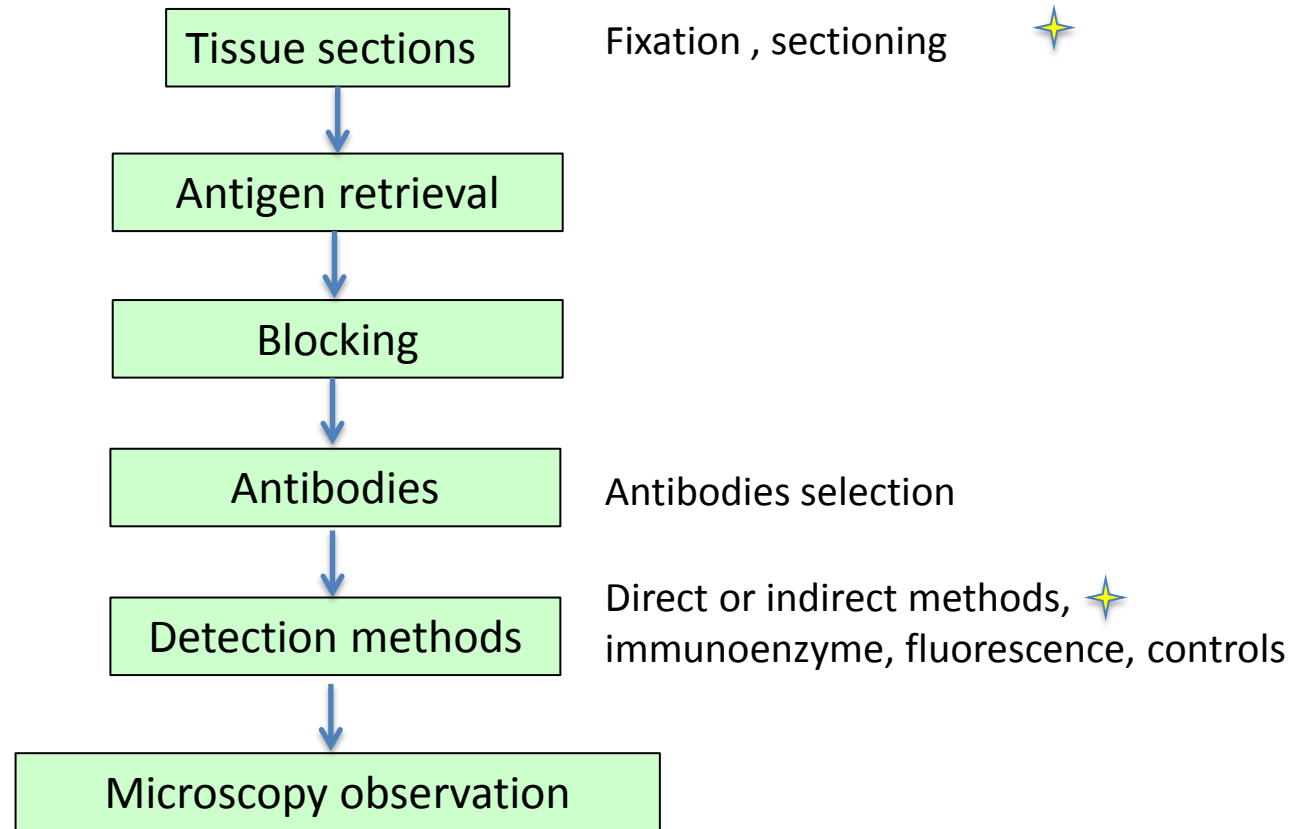 Tissue sections
Fixation , sectioning
Antigen retrieval
Blocking
Antibodies
Antibodies selection
Detection methods
Direct or indirect methods,
immunoenzyme, fluorescence, controls
Microscopy observation